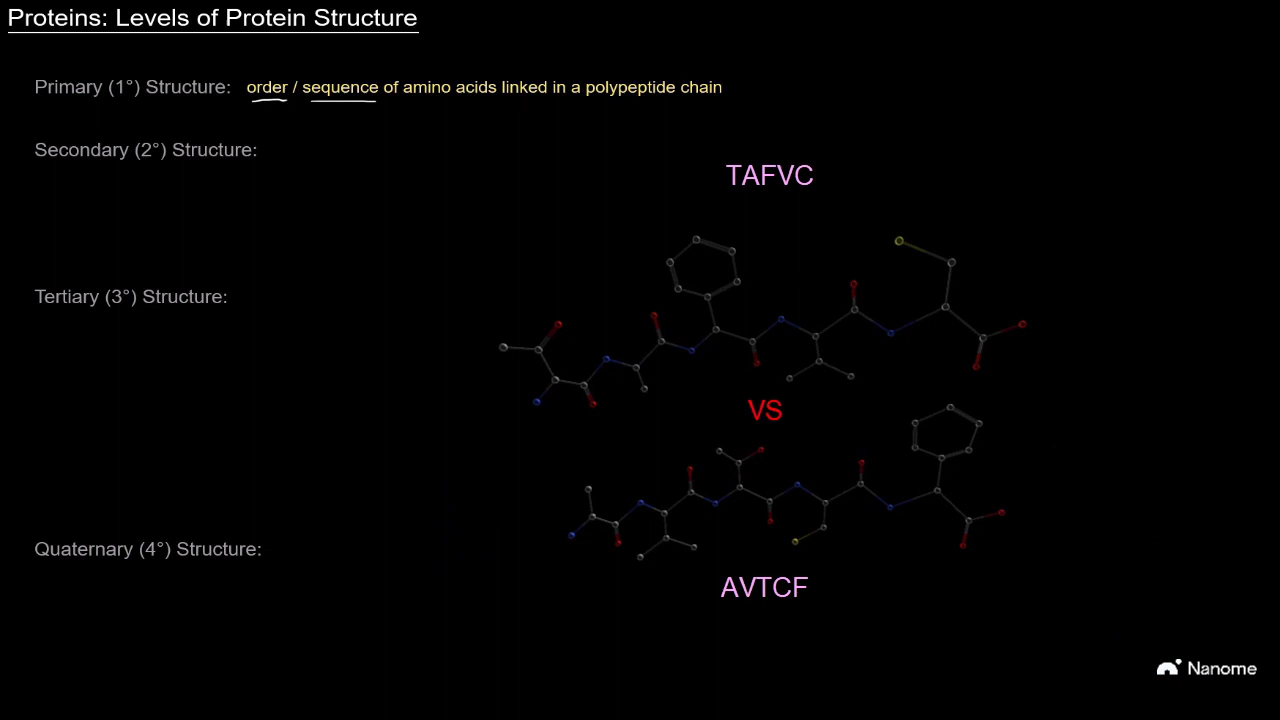 Proteins: Levels of Protein Structure
Primary (1°) Structure: order / sequence of amino acids linked in a polypeptide chain
Secondary (2°) Structure:
TAFVC
Tertiary (3°) Structure:
VS
Quaternary (4°) Structure:
AVTCF
Nanome